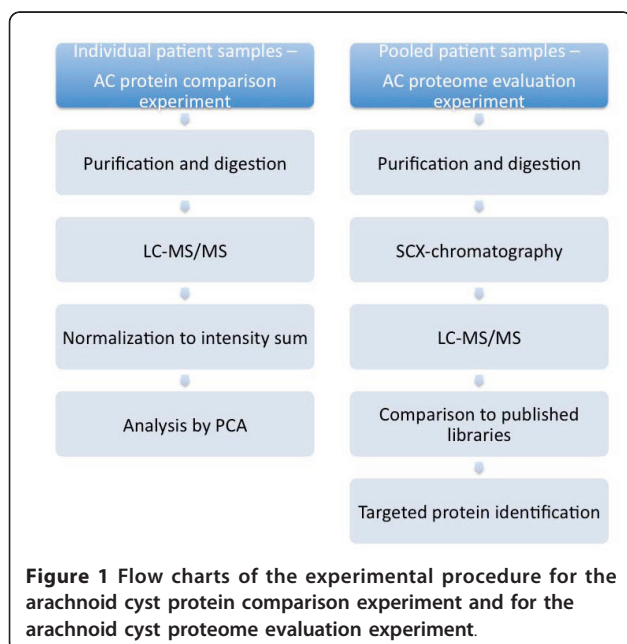 Individual patient samples –
AC protein comparison
experiment
Purification and digestion
LC-MS/MS
Normalization to intensity sum
Analysis by PCA
Pooled patient samples –
AC proteome evaluation
experiment
Purification and digestion
SCX-chromatography
LC-MS/MS
Comparison to published
libraries
Targeted protein identification
Figure 1 Flow charts of the experimental procedure for the
arachnoid cyst protein comparison experiment and for the
arachnoid cyst proteome evaluation experiment.